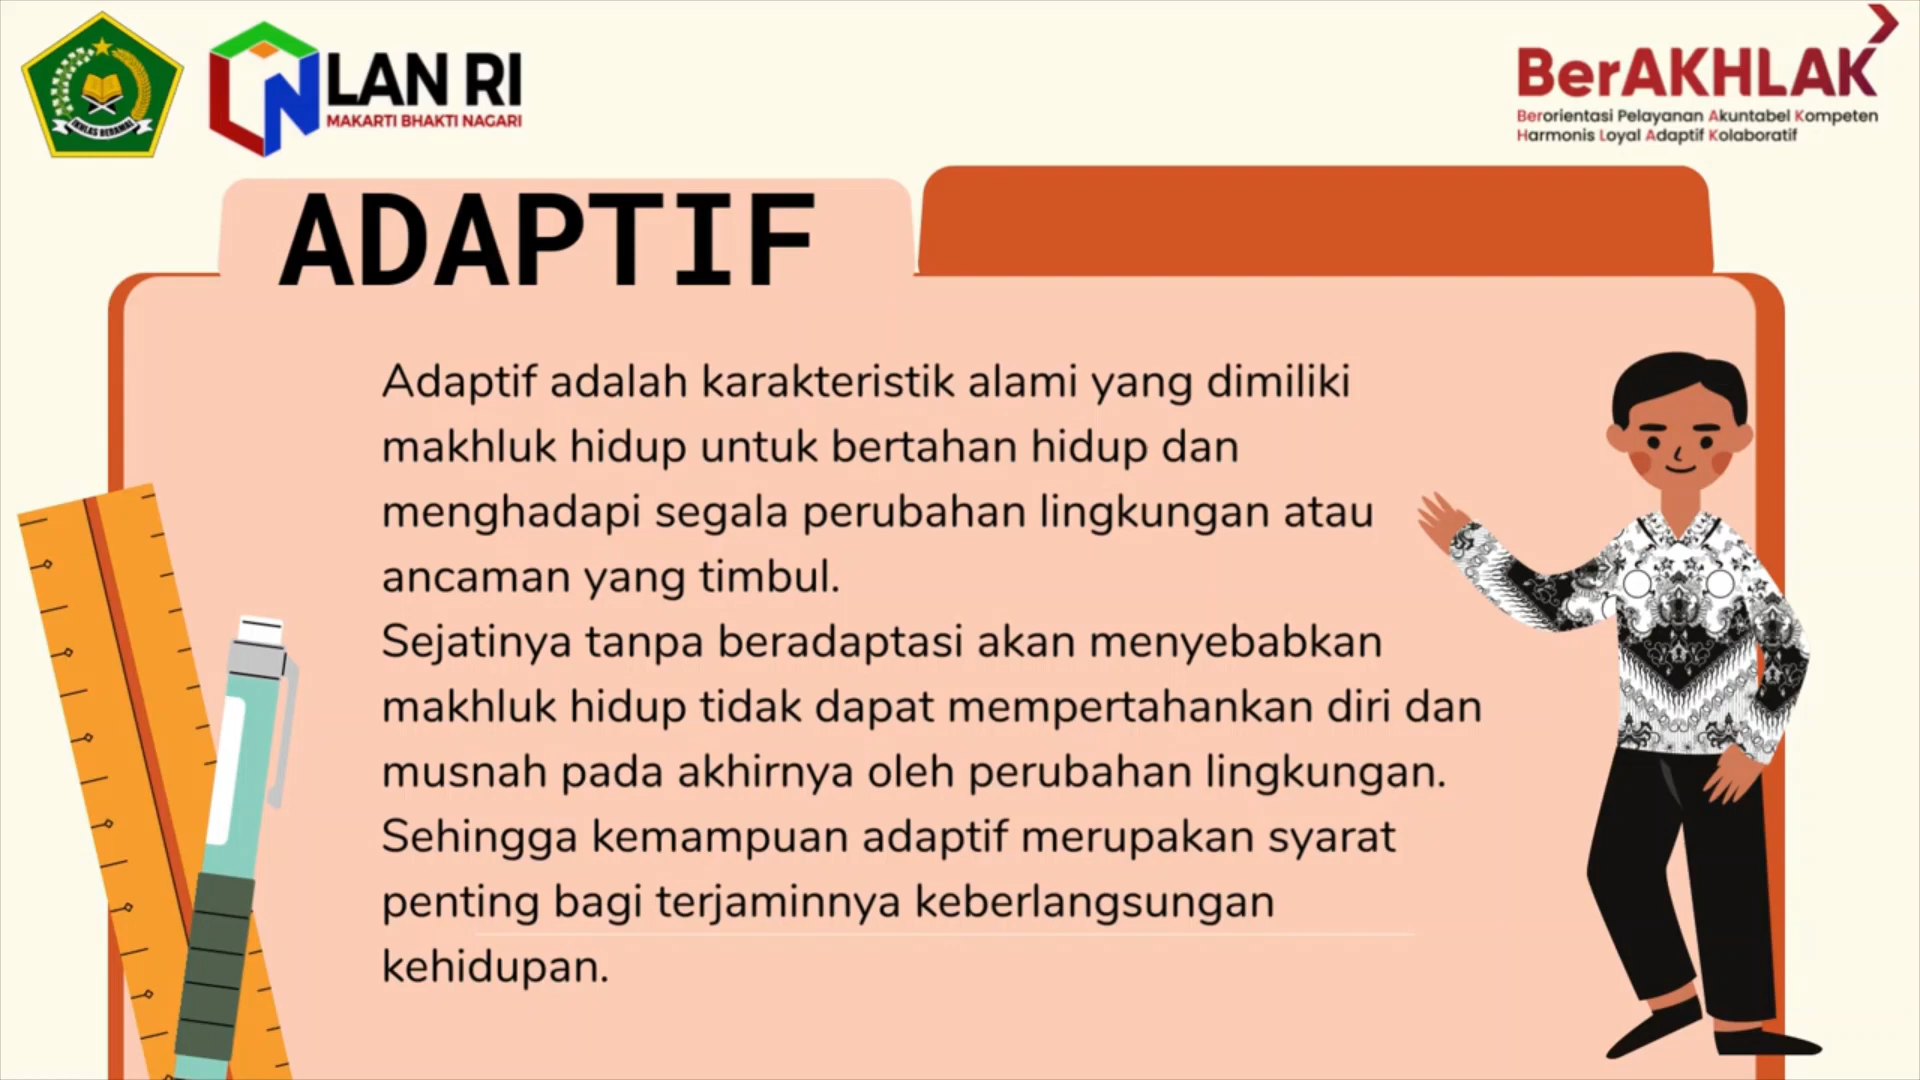 IKHLAS BERAMAL
LAN RI
MAKARTI BHAKTI NAGARI
BerAKHLAK
Berorientasi Pelayanan Akuntabel Kompeten
Harmonis Loyal Adaptif Kolaboratif
ADAPTIF
Adaptif adalah karakteristik alami yang dimiliki
makhluk hidup untuk bertahan hidup dan
menghadapi segala perubahan lingkungan atau
ancaman yang timbul.
Sejatinya tanpa beradaptasi akan menyebabkan
makhluk hidup tidak dapat mempertahankan diri dan
musnah pada akhirnya oleh perubahan lingkungan.
Sehingga kemampuan adaptif merupakan syarat
penting bagi terjaminnya keberlangsungan
kehidupan.